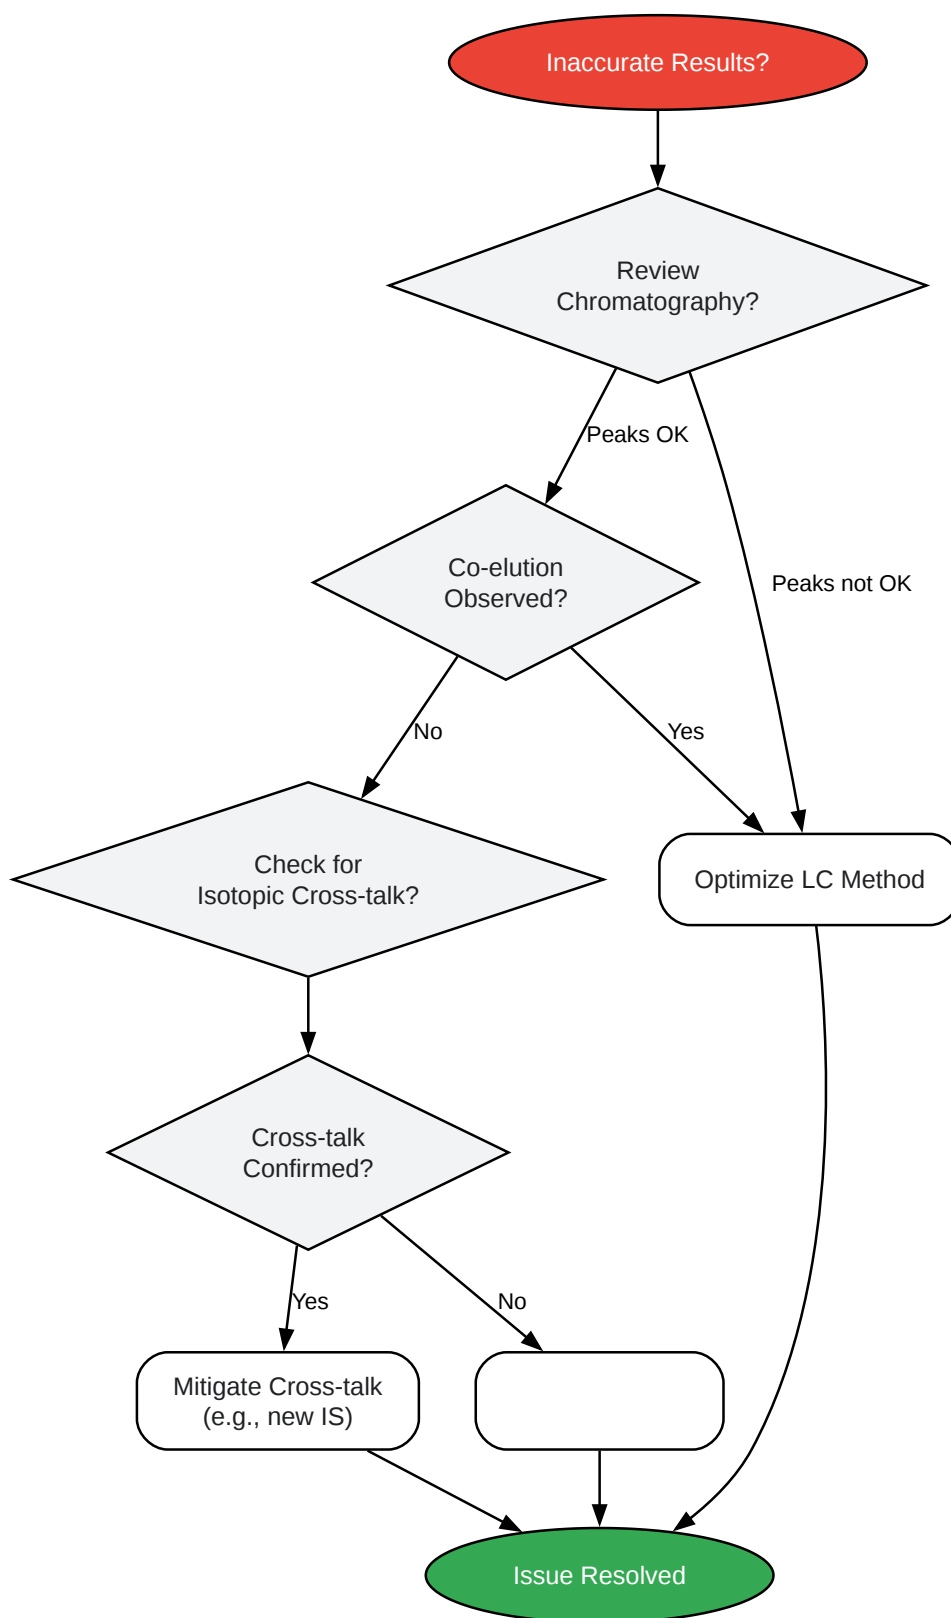 Inaccurate Results?
Review
Chromatography?
Peaks OK
Co-election
Observed?
Peaks not OK
No
Yes
Check for
Isotopic Cross-talk?
Optimize LC Method
Cross-talk
Confirmed?
Yes
No
Mitigate Cross-talk
(e.g., new IS)
Issue Resolved